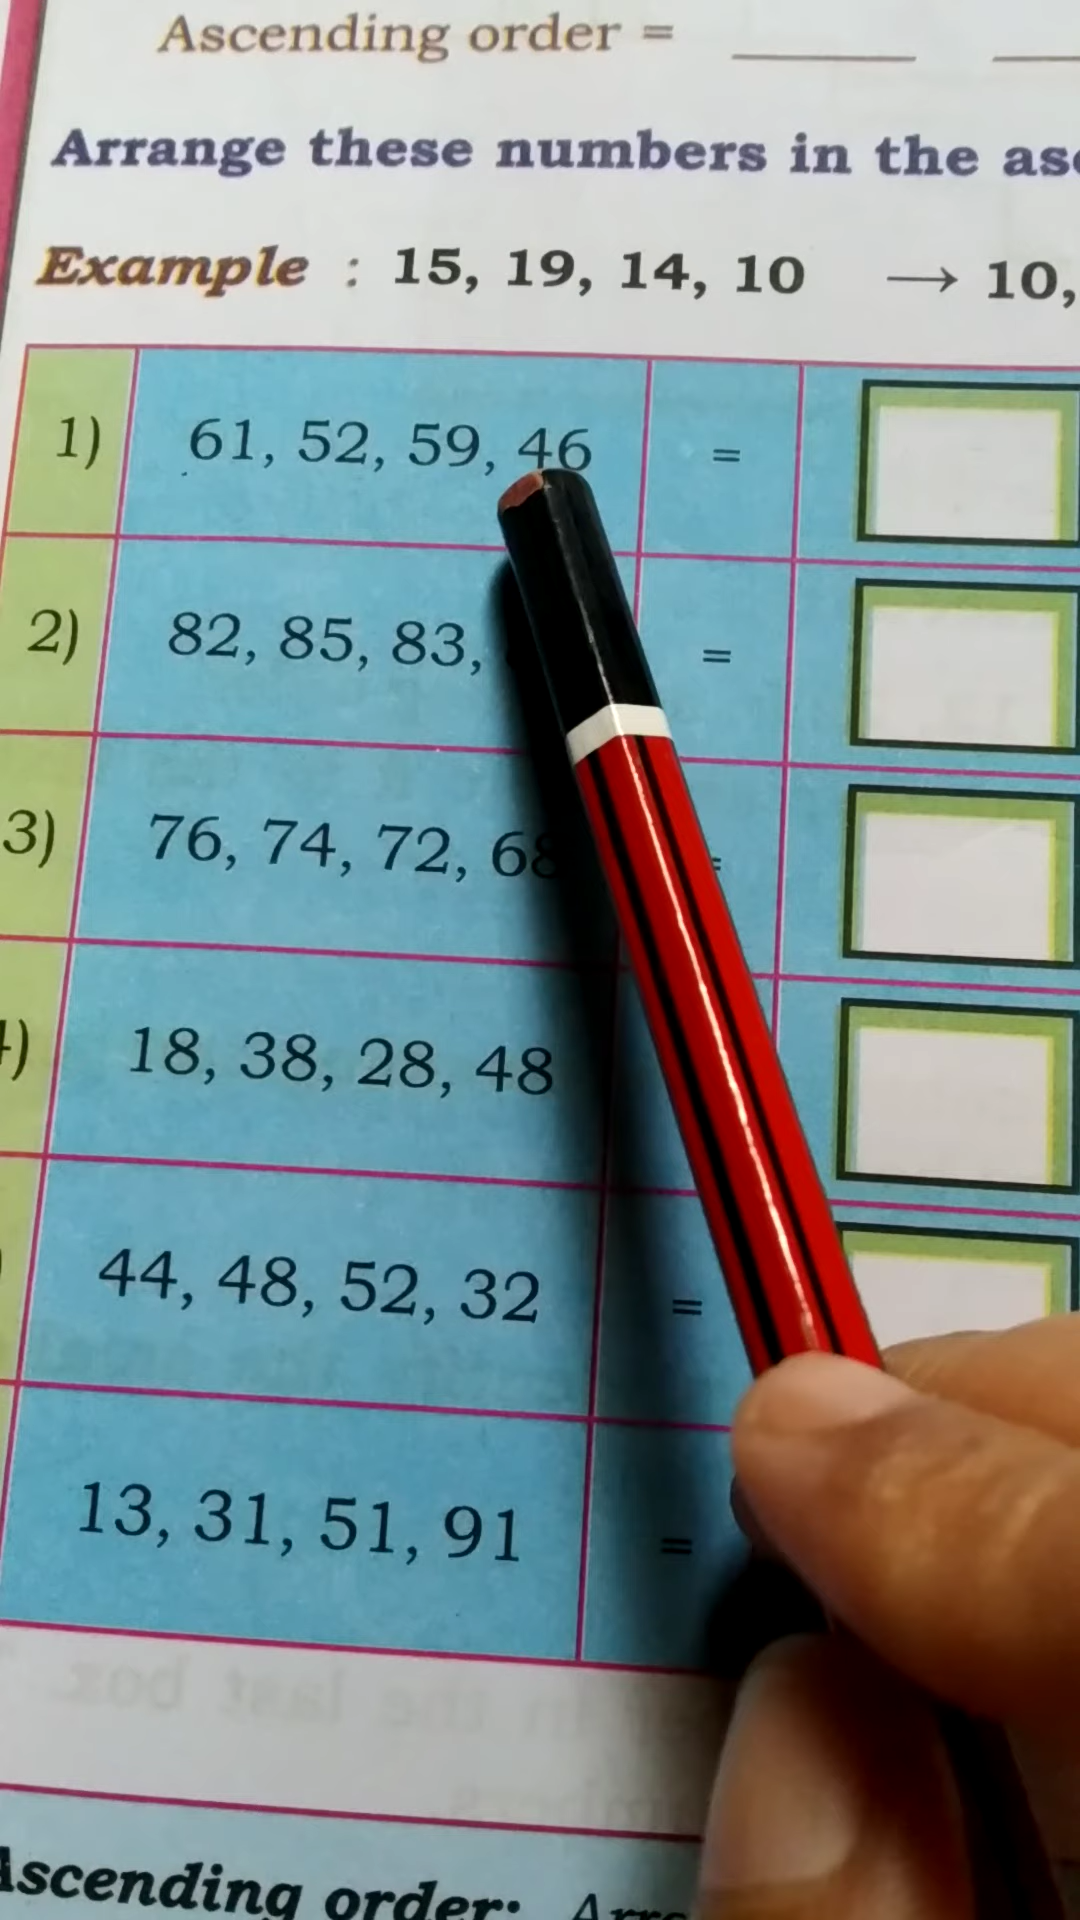 Ascending order =
Arrange these numbers in the
Example : 15, 19, 14, 10 → 10,
1) 61, 52, 59, 46 =
2) 82, 85, 83, =
3) 76, 74, 72, 68 =
18, 38, 28, 48
44, 48, 52, 32 =
13, 31, 51, 91 =
Ascending order: